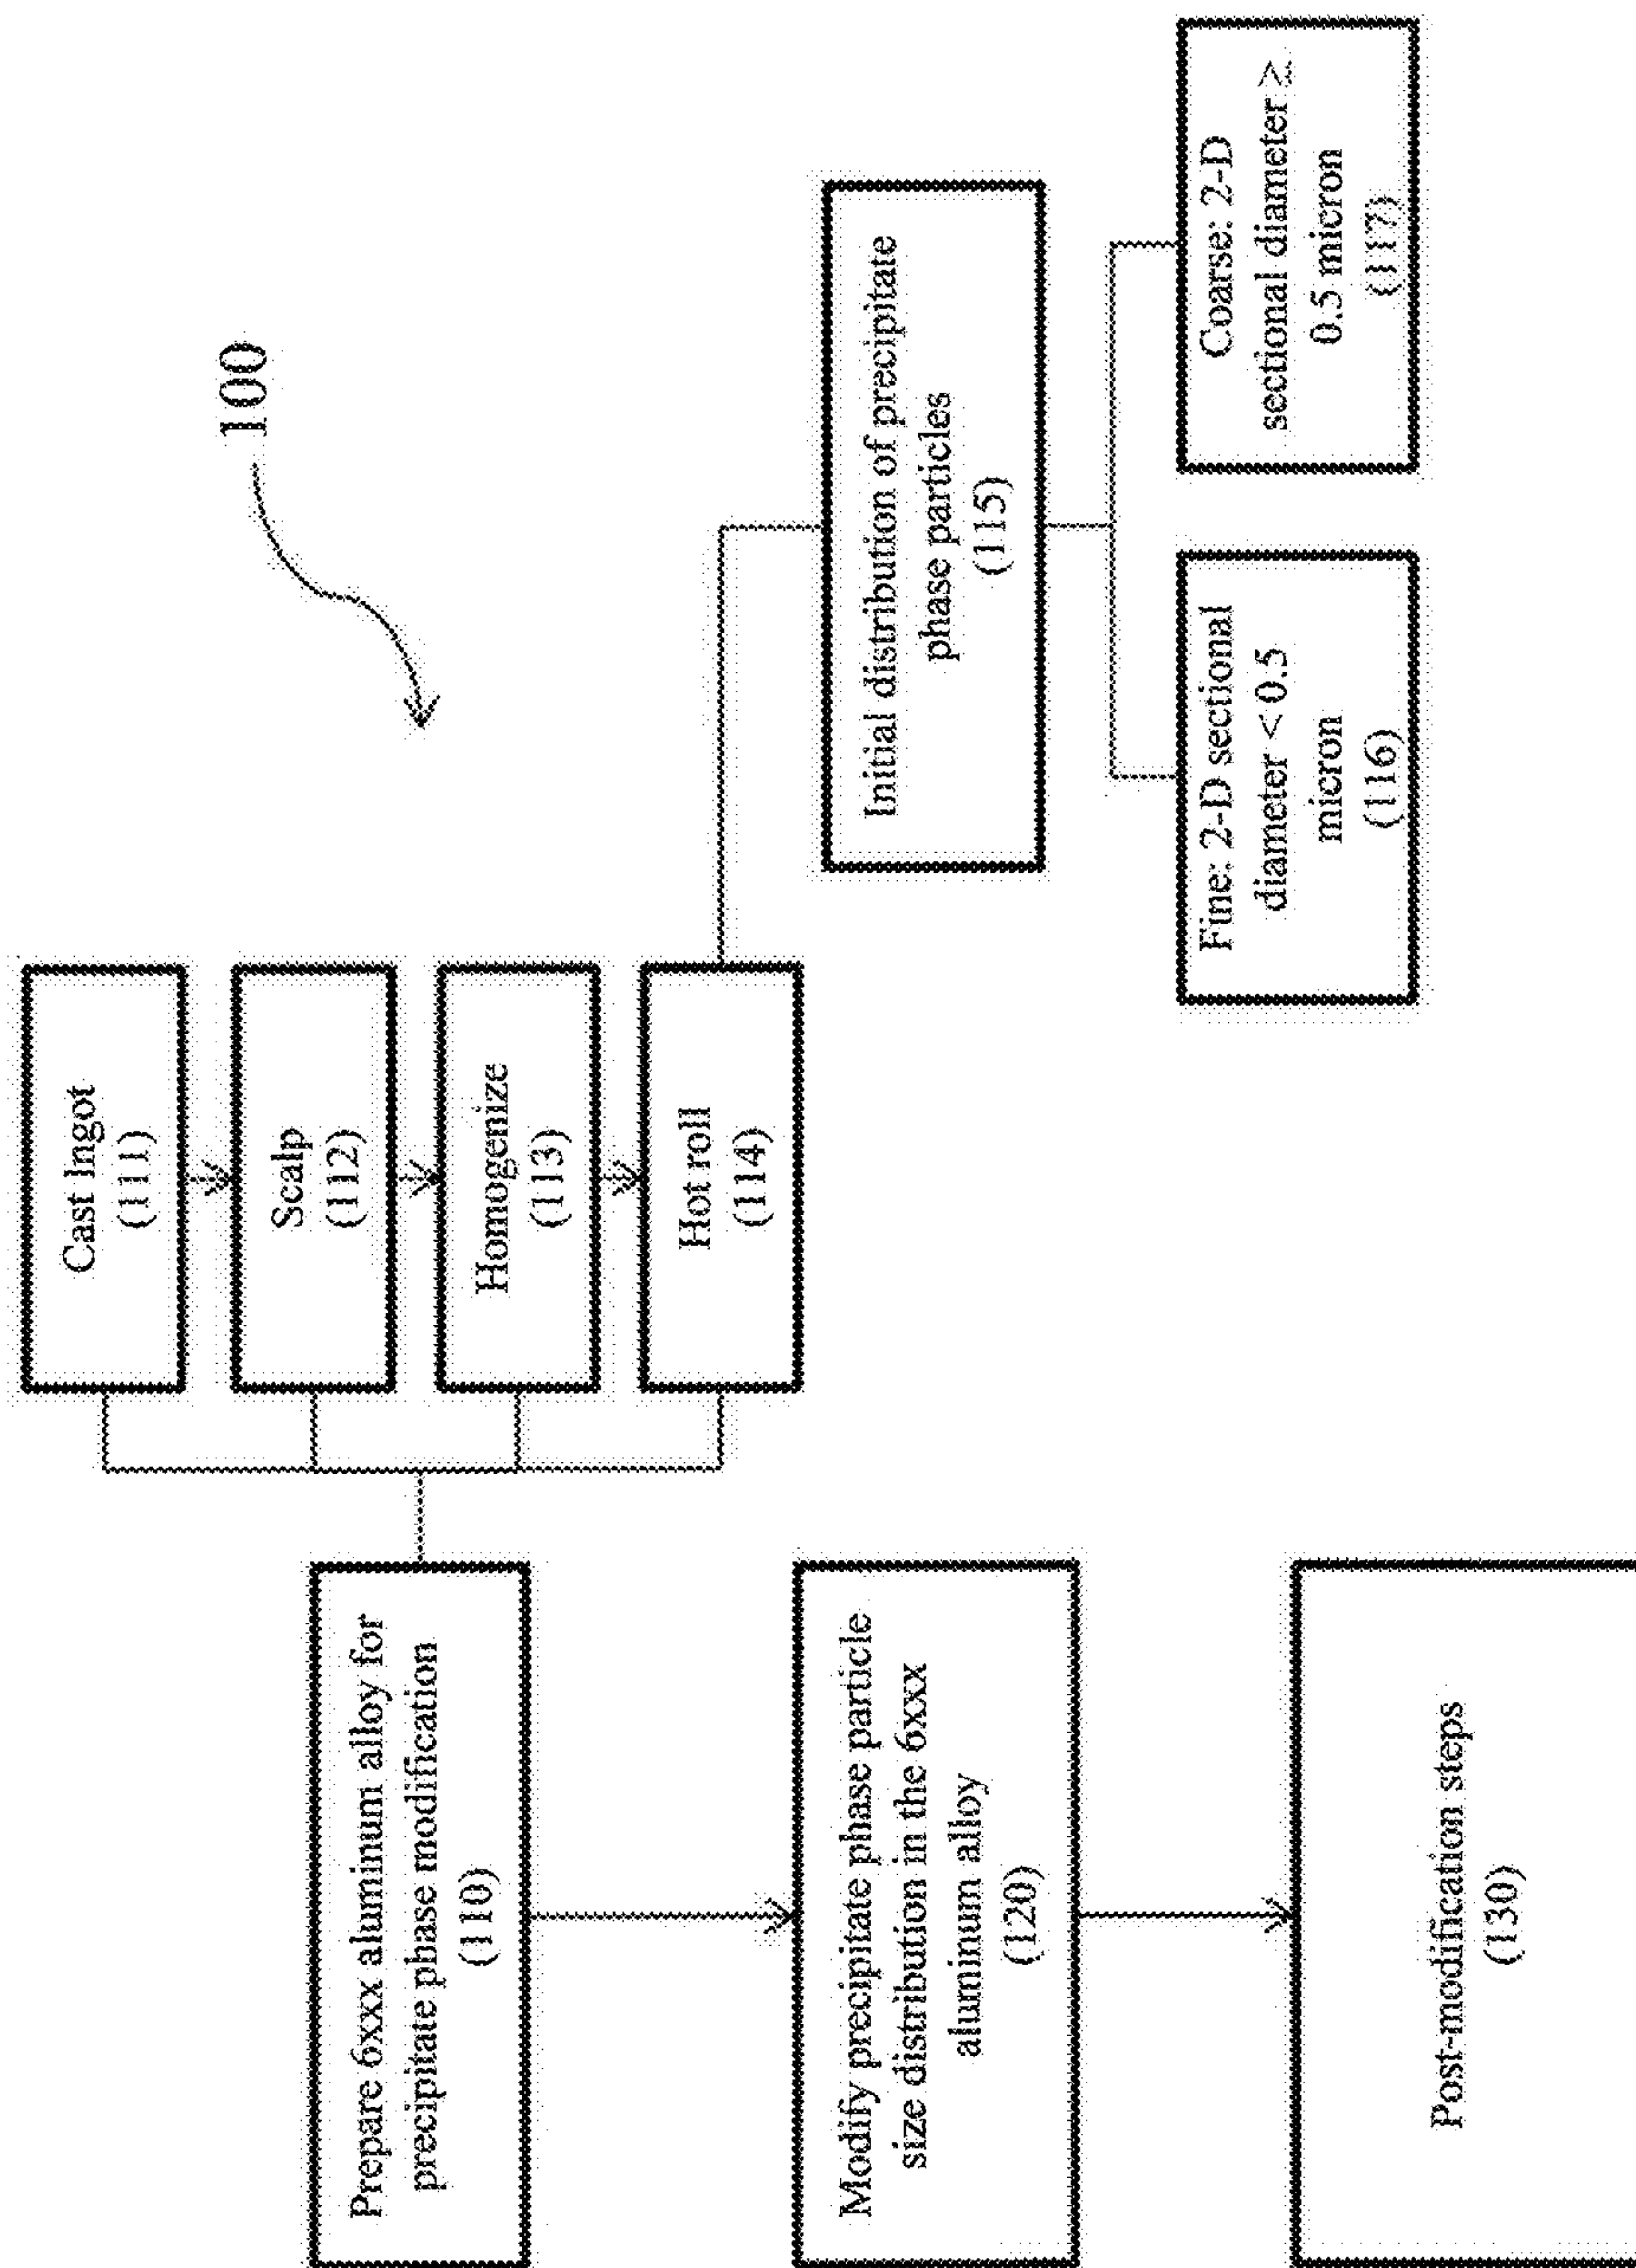 100
Prepare 6xxx aluminum alloy for
precipitate phase modification
(110)
Cast Ingot
(111)
Scalp
(112)
Homogenize
(113)
Hot roll
(114)
Initial distribution of precipitate
phase particles
(115)
Fine: 2-D sectional
diameter < 0.5
micron
(116)
Coarse: 2-D
sectional diameter ≥
0.5 micron
(117)
Modify precipitate phase particle
size distribution in the 6xxx
aluminum alloy
(120)
Post-modification steps
(130)